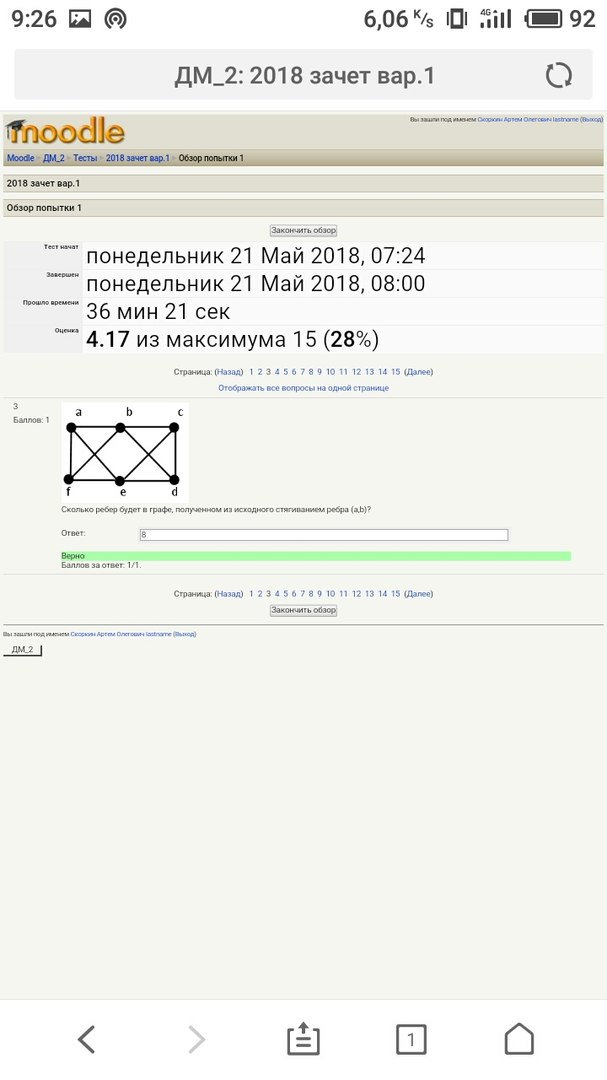 9:26 6,06 K/s 4G 92
ДМ_2: 2018 зачет вар.1
moodle
Вы зашли под именем Скоркин Артем Олегович lastname (Выход)
Moodle ► ДМ_2 ► Тесты ► 2018 зачет вар.1 ► Обзор попытки 1
2018 зачет вар.1
Обзор попытки 1
Закончить обзор
Тест начат понедельник 21 Май 2018, 07:24
Завершен понедельник 21 Май 2018, 08:00
Прошло времени 36 мин 21 сек
Оценка 4.17 из максимума 15 (28%)
Страница: (Назад) 1 2 3 4 5 6 7 8 9 10 11 12 13 14 15 (Далее)
Отображать все вопросы на одной странице
3
Баллов: 1
a b c
f e d
Сколько ребер будет в графе, полученном из исходного стягиванием ребра (a,b)?
Ответ: 8
Верно
Баллов за ответ: 1/1.
Страница: (Назад) 1 2 3 4 5 6 7 8 9 10 11 12 13 14 15 (Далее)
Закончить обзор
Вы зашли под именем Скоркин Артем Олегович lastname (Выход)
ДМ_2
1